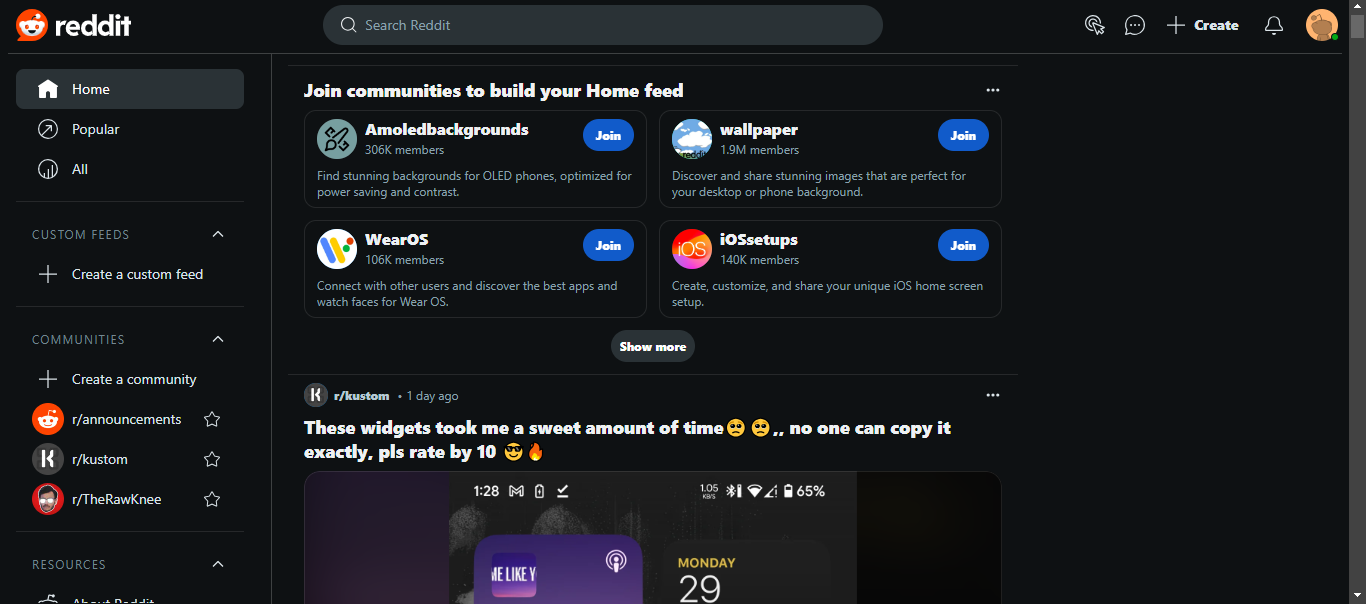 reddit
Search Reddit
Create
Home
Popular
All
CUSTOM FEEDS
Create a custom feed
COMMUNITIES
Create a community
r/announcements
r/kustom
r/TheRawKnee
RESOURCES
About Reddit
Join communities to build your Home feed
Amoledbackgrounds
306K members
Join
Find stunning backgrounds for OLED phones, optimized for
power saving and contrast.
wallpaper
1.9M members
Join
Discover and share stunning images that are perfect for
your desktop or phone background.
reddit
WearOS
106K members
Join
Connect with other users and discover the best apps and
watch faces for Wear OS.
iOS
iOSsetups
140K members
Join
Create, customize, and share your unique iOS home screen
setup.
Show more
r/kustom • 1 day ago
These widgets took me a sweet amount of time🥺 🥺,, no one can copy it
exactly, pls rate by 10 😎🔥
1:28
1.05
KB/S
65%
ME LIKE Y
MONDAY
29